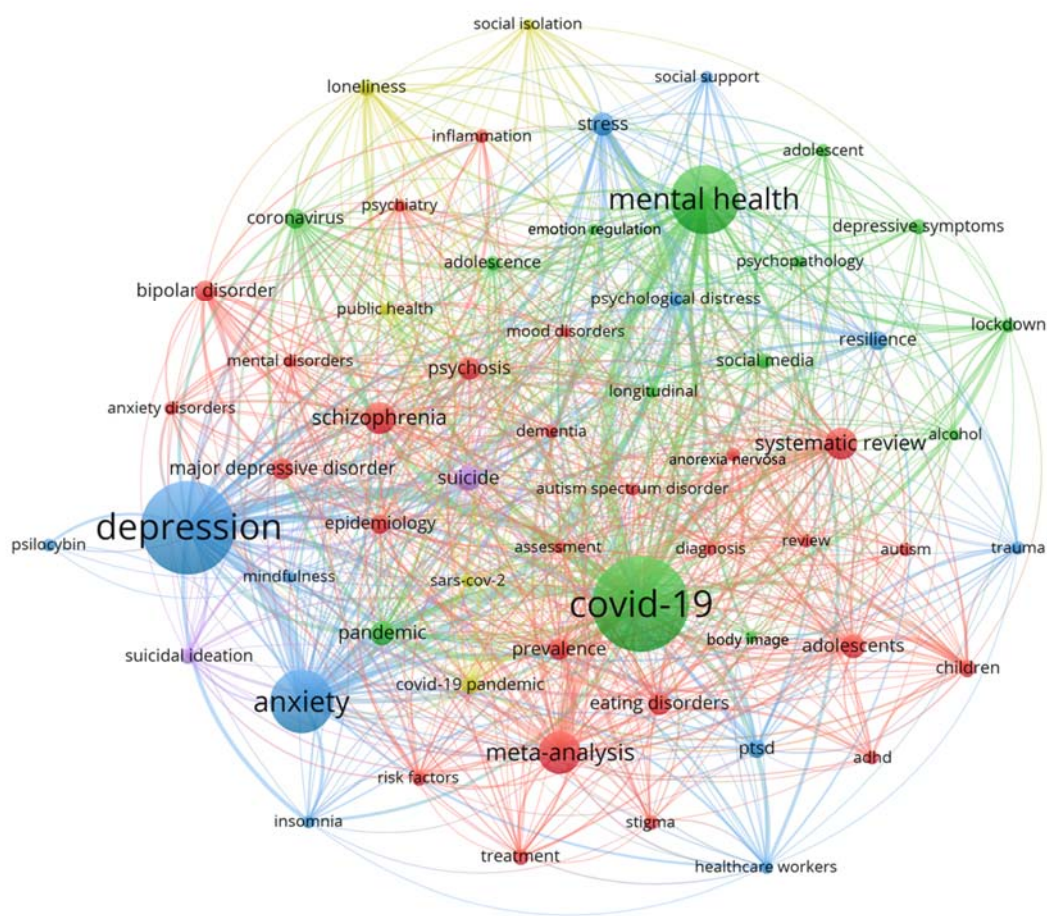 social isolation
social support
loneliness
stress
inflammation
adolescent
mental health
psychiatry
coronavirus
emotion regulation
depressive symptoms
adolescence
psychopathology
bipolar disorder
psychological distress
public health
lockdown
mood disorders
resilience
mental disorders
social media
psychosis
longitudinal
anxiety disorders
schizophrenia
dementia
alcohol
systematic review
anorexia nervosa
major depressive disorder
suicide
autism spectrum disorder
depression
epidemiology
psilocybin
assessment
diagnosis
review
autism
trauma
mindfulness
sars-cov-2
covid-19
pandemic
body image
adolescents
prevalence
suicidal ideation
children
covid-19 pandemic
anxiety
eating disorders
meta-analysis
ptsd
adhd
risk factors
insomnia
stigma
treatment
healthcare workers